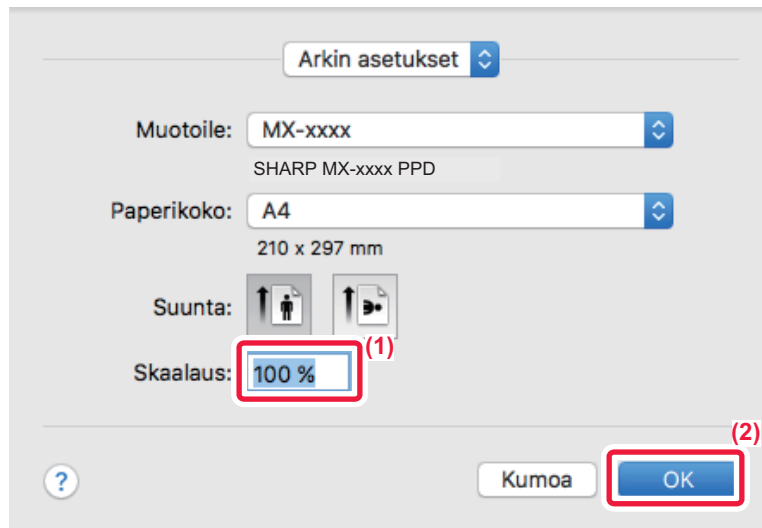 Arkin asetukset
Muotoile: MX-xxxx
SHARP MX-xxxx PPD
Paperikoko: A4
210 x 297 mm
Suunta:
(1)
Skaalaus: 100 %
(2)
? Kumoa OK